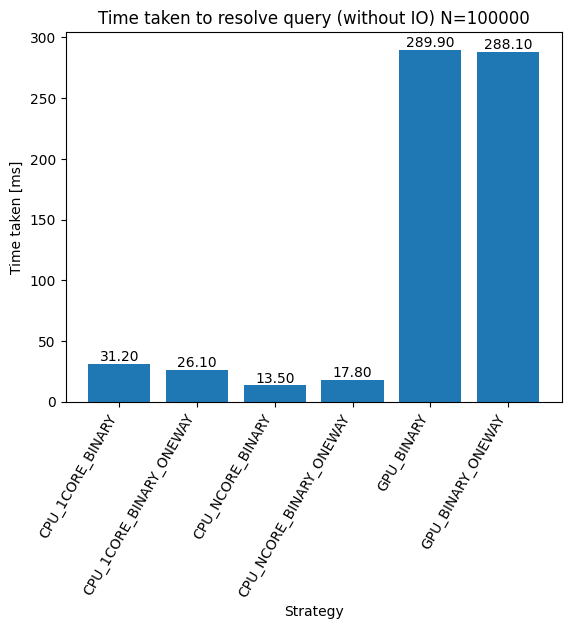 Time taken to resolve query (without IO) N=100000
300
250
200
150
100
50
0
Time taken [ms]
31.20
26.10
13.50
17.80
289.90
288.10
CPU_1CORE_BINARY
CPU_1CORE_BINARY_ONEWAY
CPU_NCORE_BINARY
CPU_NCORE_BINARY_ONEWAY
GPU_BINARY
GPU_BINARY_ONEWAY
Strategy